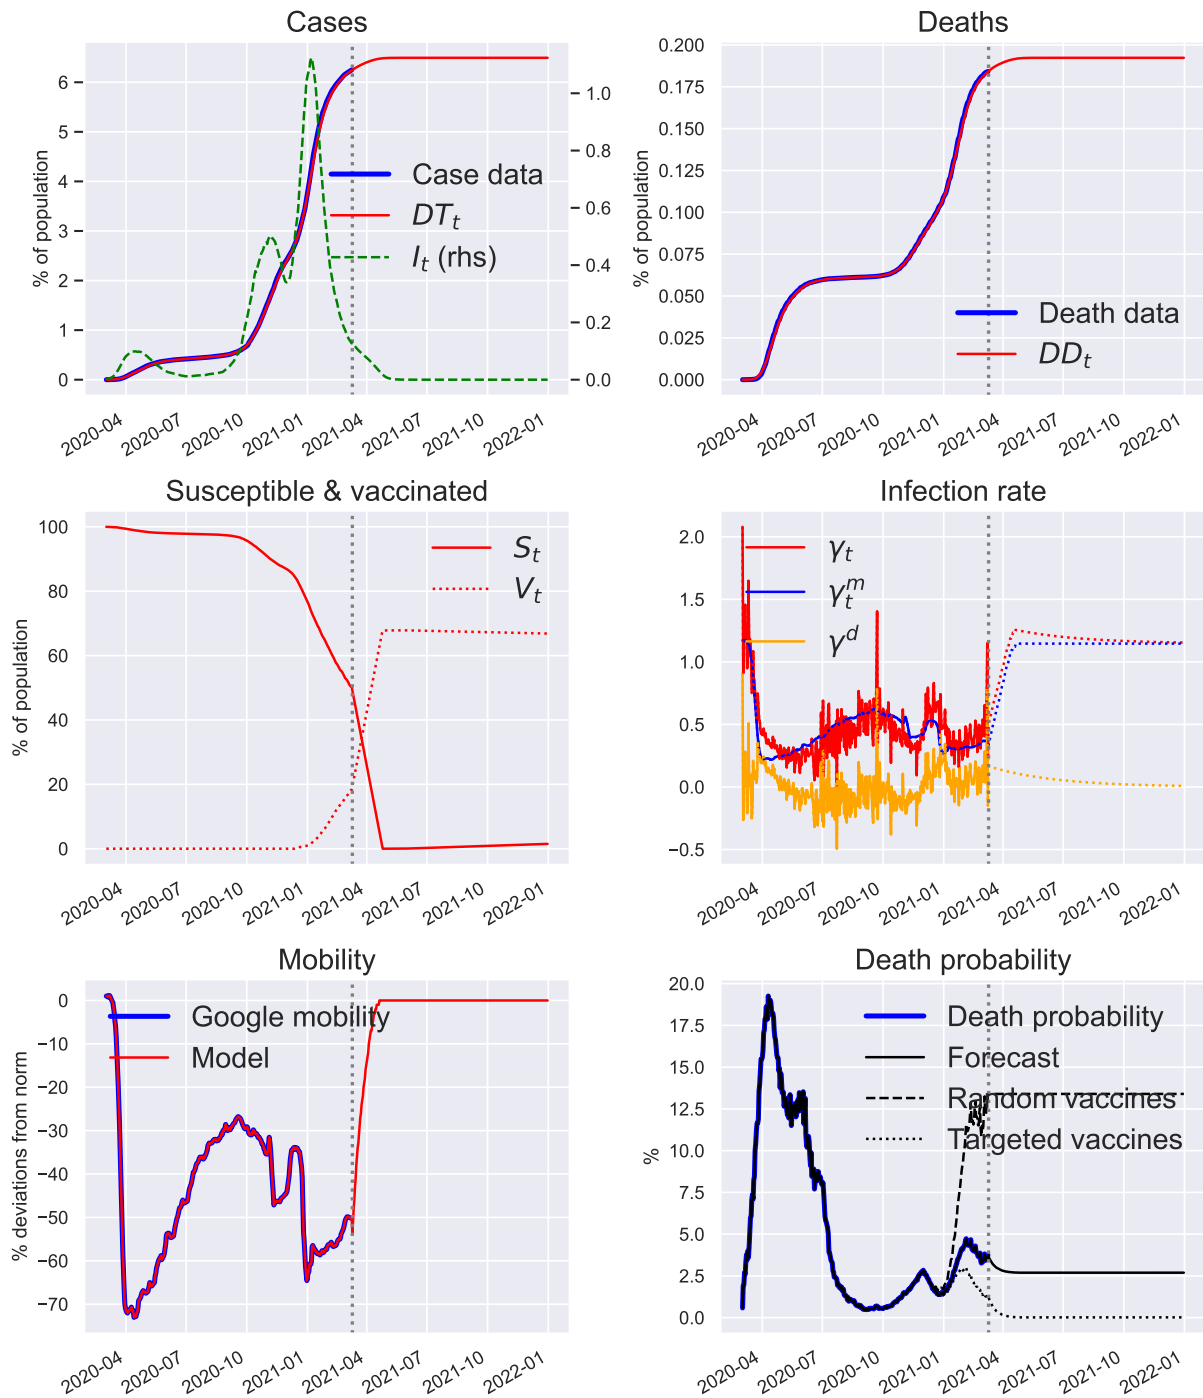 Cases
% of population
6
5
4
3
2
1
0
1.0
0.8
0.6
0.4
0.2
0.0
Case data
DT_t
I_t (rhs)
2020-04 2020-07 2020-10 2021-01 2021-04 2021-07 2021-10 2022-01
Deaths
% of population
0.200
0.175
0.150
0.125
0.100
0.075
0.050
0.025
0.000
Death data
DD_t
2020-04 2020-07 2020-10 2021-01 2021-04 2021-07 2021-10 2022-01
Susceptible & vaccinated
% of population
100
80
60
40
20
0
S_t
V_t
2020-04 2020-07 2020-10 2021-01 2021-04 2021-07 2021-10 2022-01
Infection rate
2.0
1.5
1.0
0.5
0.0
−0.5
γ_t
γ_t^m
γ^d
2020-04 2020-07 2020-10 2021-01 2021-04 2021-07 2021-10 2022-01
Mobility
% deviations from norm
0
−10
−20
−30
−40
−50
−60
−70
Google mobility
Model
2020-04 2020-07 2020-10 2021-01 2021-04 2021-07 2021-10 2022-01
Death probability
%
20.0
17.5
15.0
12.5
10.0
7.5
5.0
2.5
0.0
Death probability
Forecast
Random vaccines
Targeted vaccines
2020-04 2020-07 2020-10 2021-01 2021-04 2021-07 2021-10 2022-01